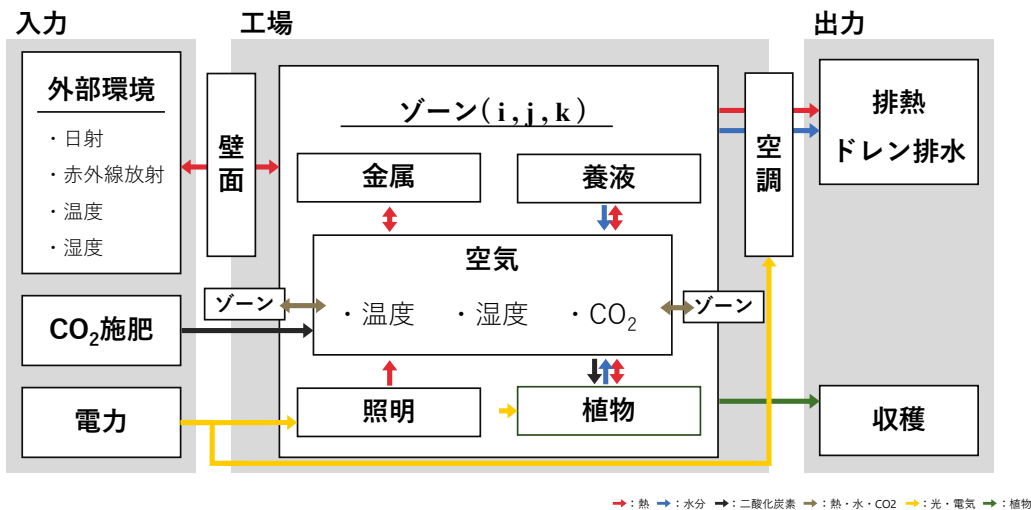 入力
工場
出力
外部環境
・日射
・赤外線放射
・温度
・湿度
壁面
ゾーン(i,j,k)
金属
養液
空調
排熱
ドレン排水
空気
・温度 ・湿度 ・CO₂
ゾーン
ゾーン
CO₂施肥
電力
照明
植物
収穫
:熱 :水分 :二酸化炭素 :熱・水・CO2 :光・電気 :植物